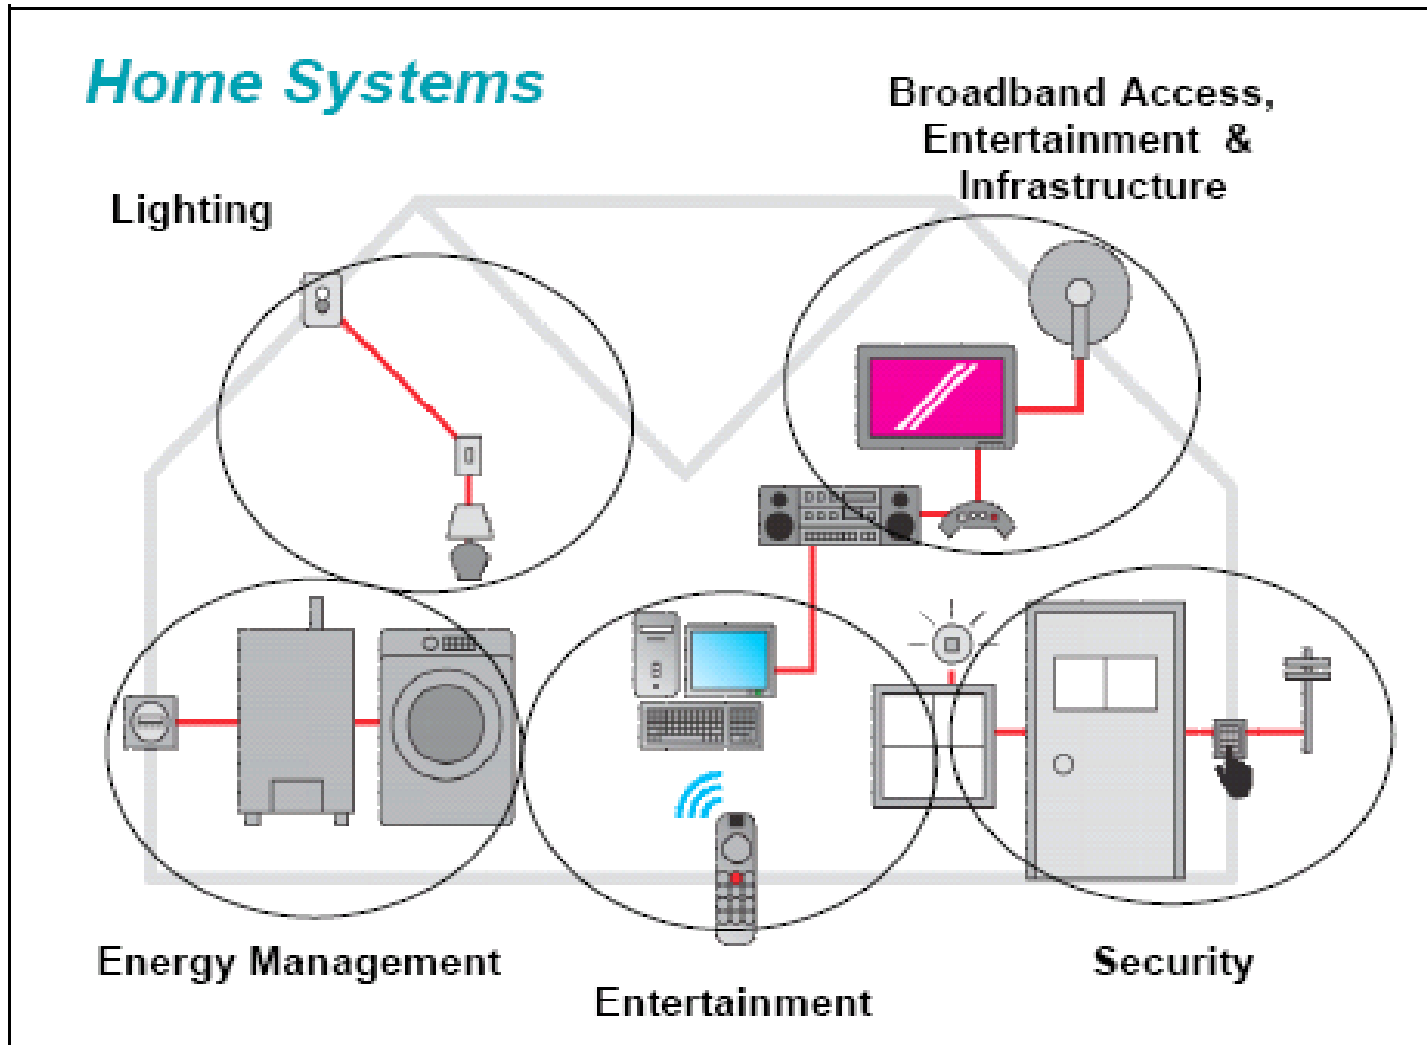 Home Systems
Broadband Access,
Entertainment &
Infrastructure
Lighting
Energy Management
Entertainment
Security